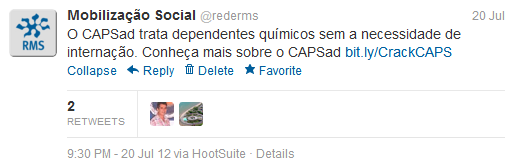 Mobilização Social @rederms 20 Jul
RMS
O CAPSad trata dependentes químicos sem a necessidade de
internação. Conheça mais sobre o CAPSad bit.ly/CrackCAPS
Collapse Reply Delete Favorite
2
RETWEETS
9:30 PM - 20 Jul 12 via HootSuite · Details